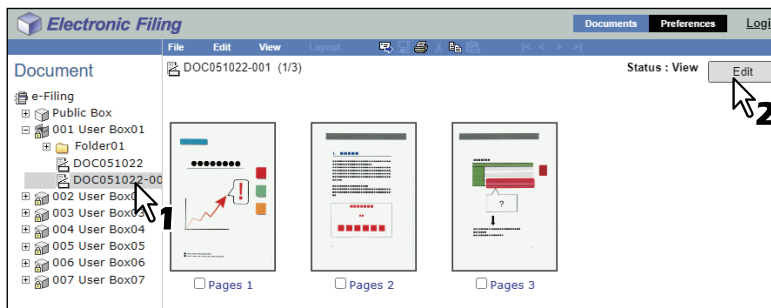 Electronic Filing
Documents Preferences Logi
File Edit View Layout |< < > >|
Document
DOC051022-001 (1/3)
Status : View
Edit
2
e-Filing
Public Box
001 User Box01
Folder01
DOC051022
DOC051022-00
1
002 User Box0
003 User Box03
004 User Box04
005 User Box05
006 User Box06
007 User Box07
!
1.
?
Pages 1
Pages 2
Pages 3